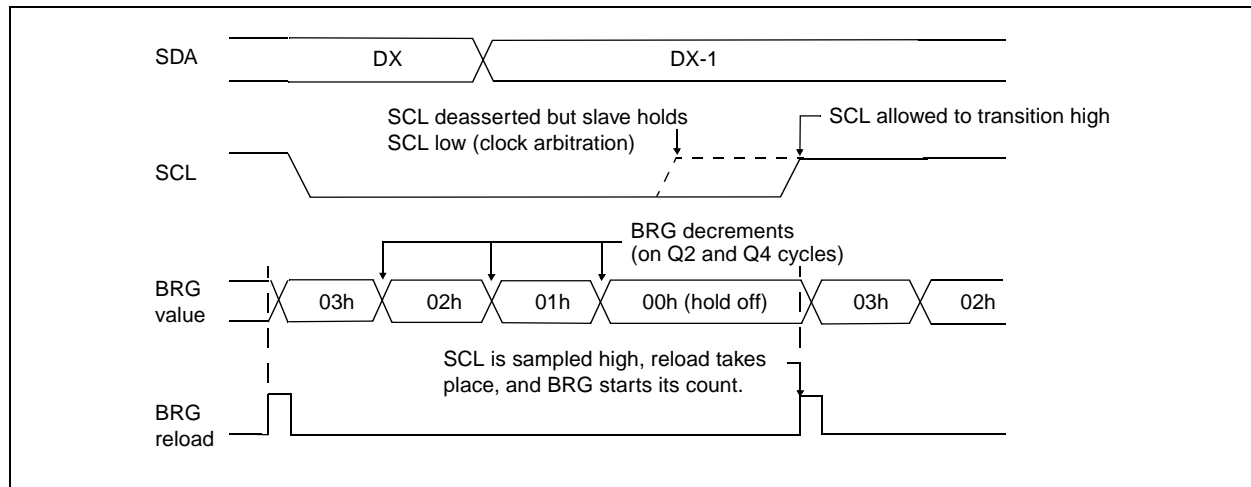 SDA
DX
DX-1
SCL deasserted but slave holds
SCL low (clock arbitration)
SCL allowed to transition high
SCL
BRG decrements
(on Q2 and Q4 cycles)
BRG
value
03h
02h
01h
00h (hold off)
03h
02h
SCL is sampled high, reload takes
place, and BRG starts its count.
BRG
reload